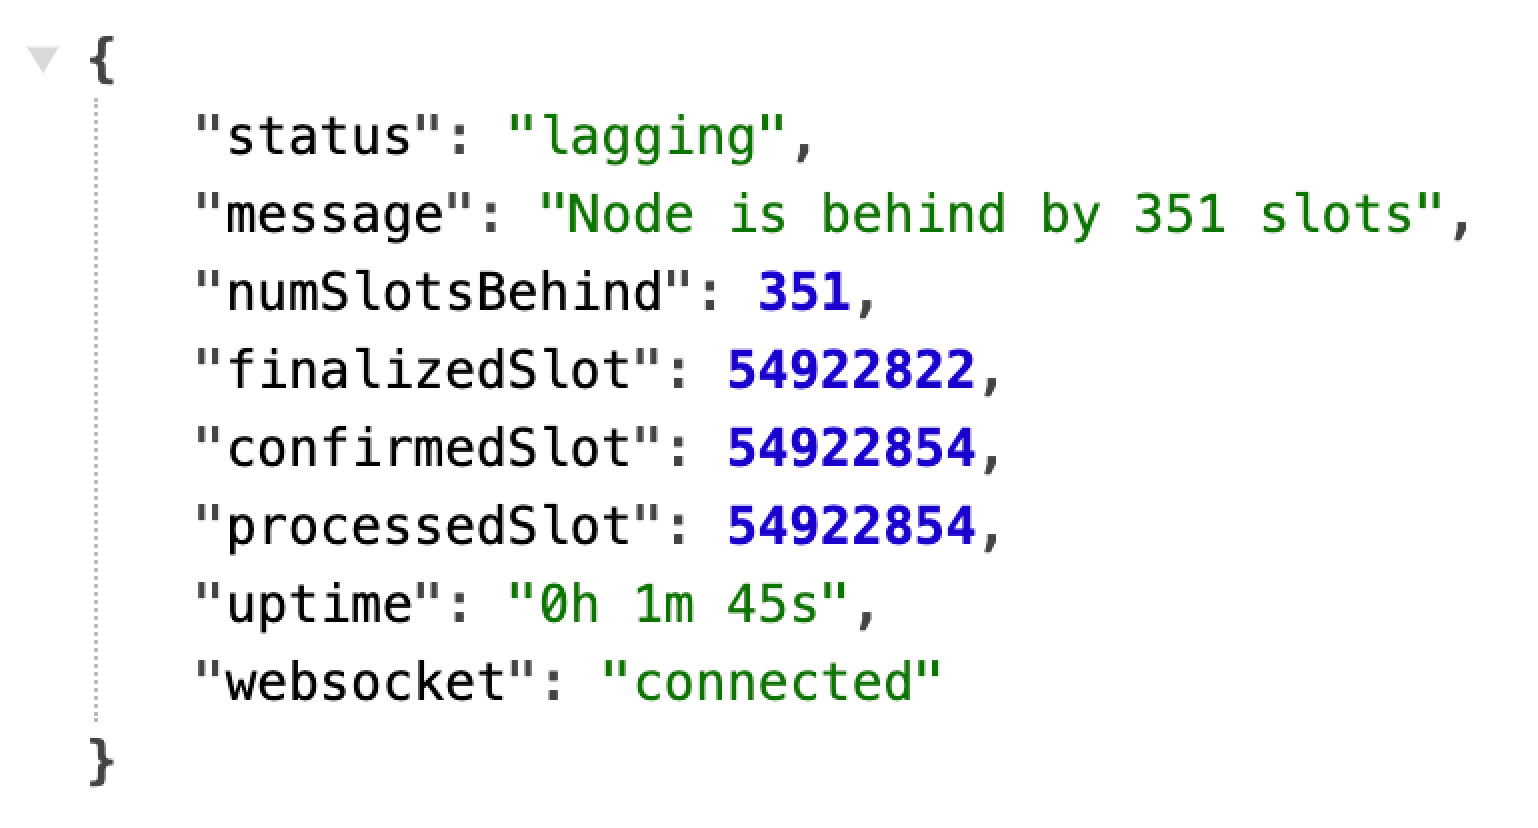 {
"status": "lagging",
"message": "Node is behind by 351 slots",
"numSlotsBehind": 351,
"finalizedSlot": 54922822,
"confirmedSlot": 54922854,
"processedSlot": 54922854,
"uptime": "0h 1m 45s",
"websocket": "connected"
}